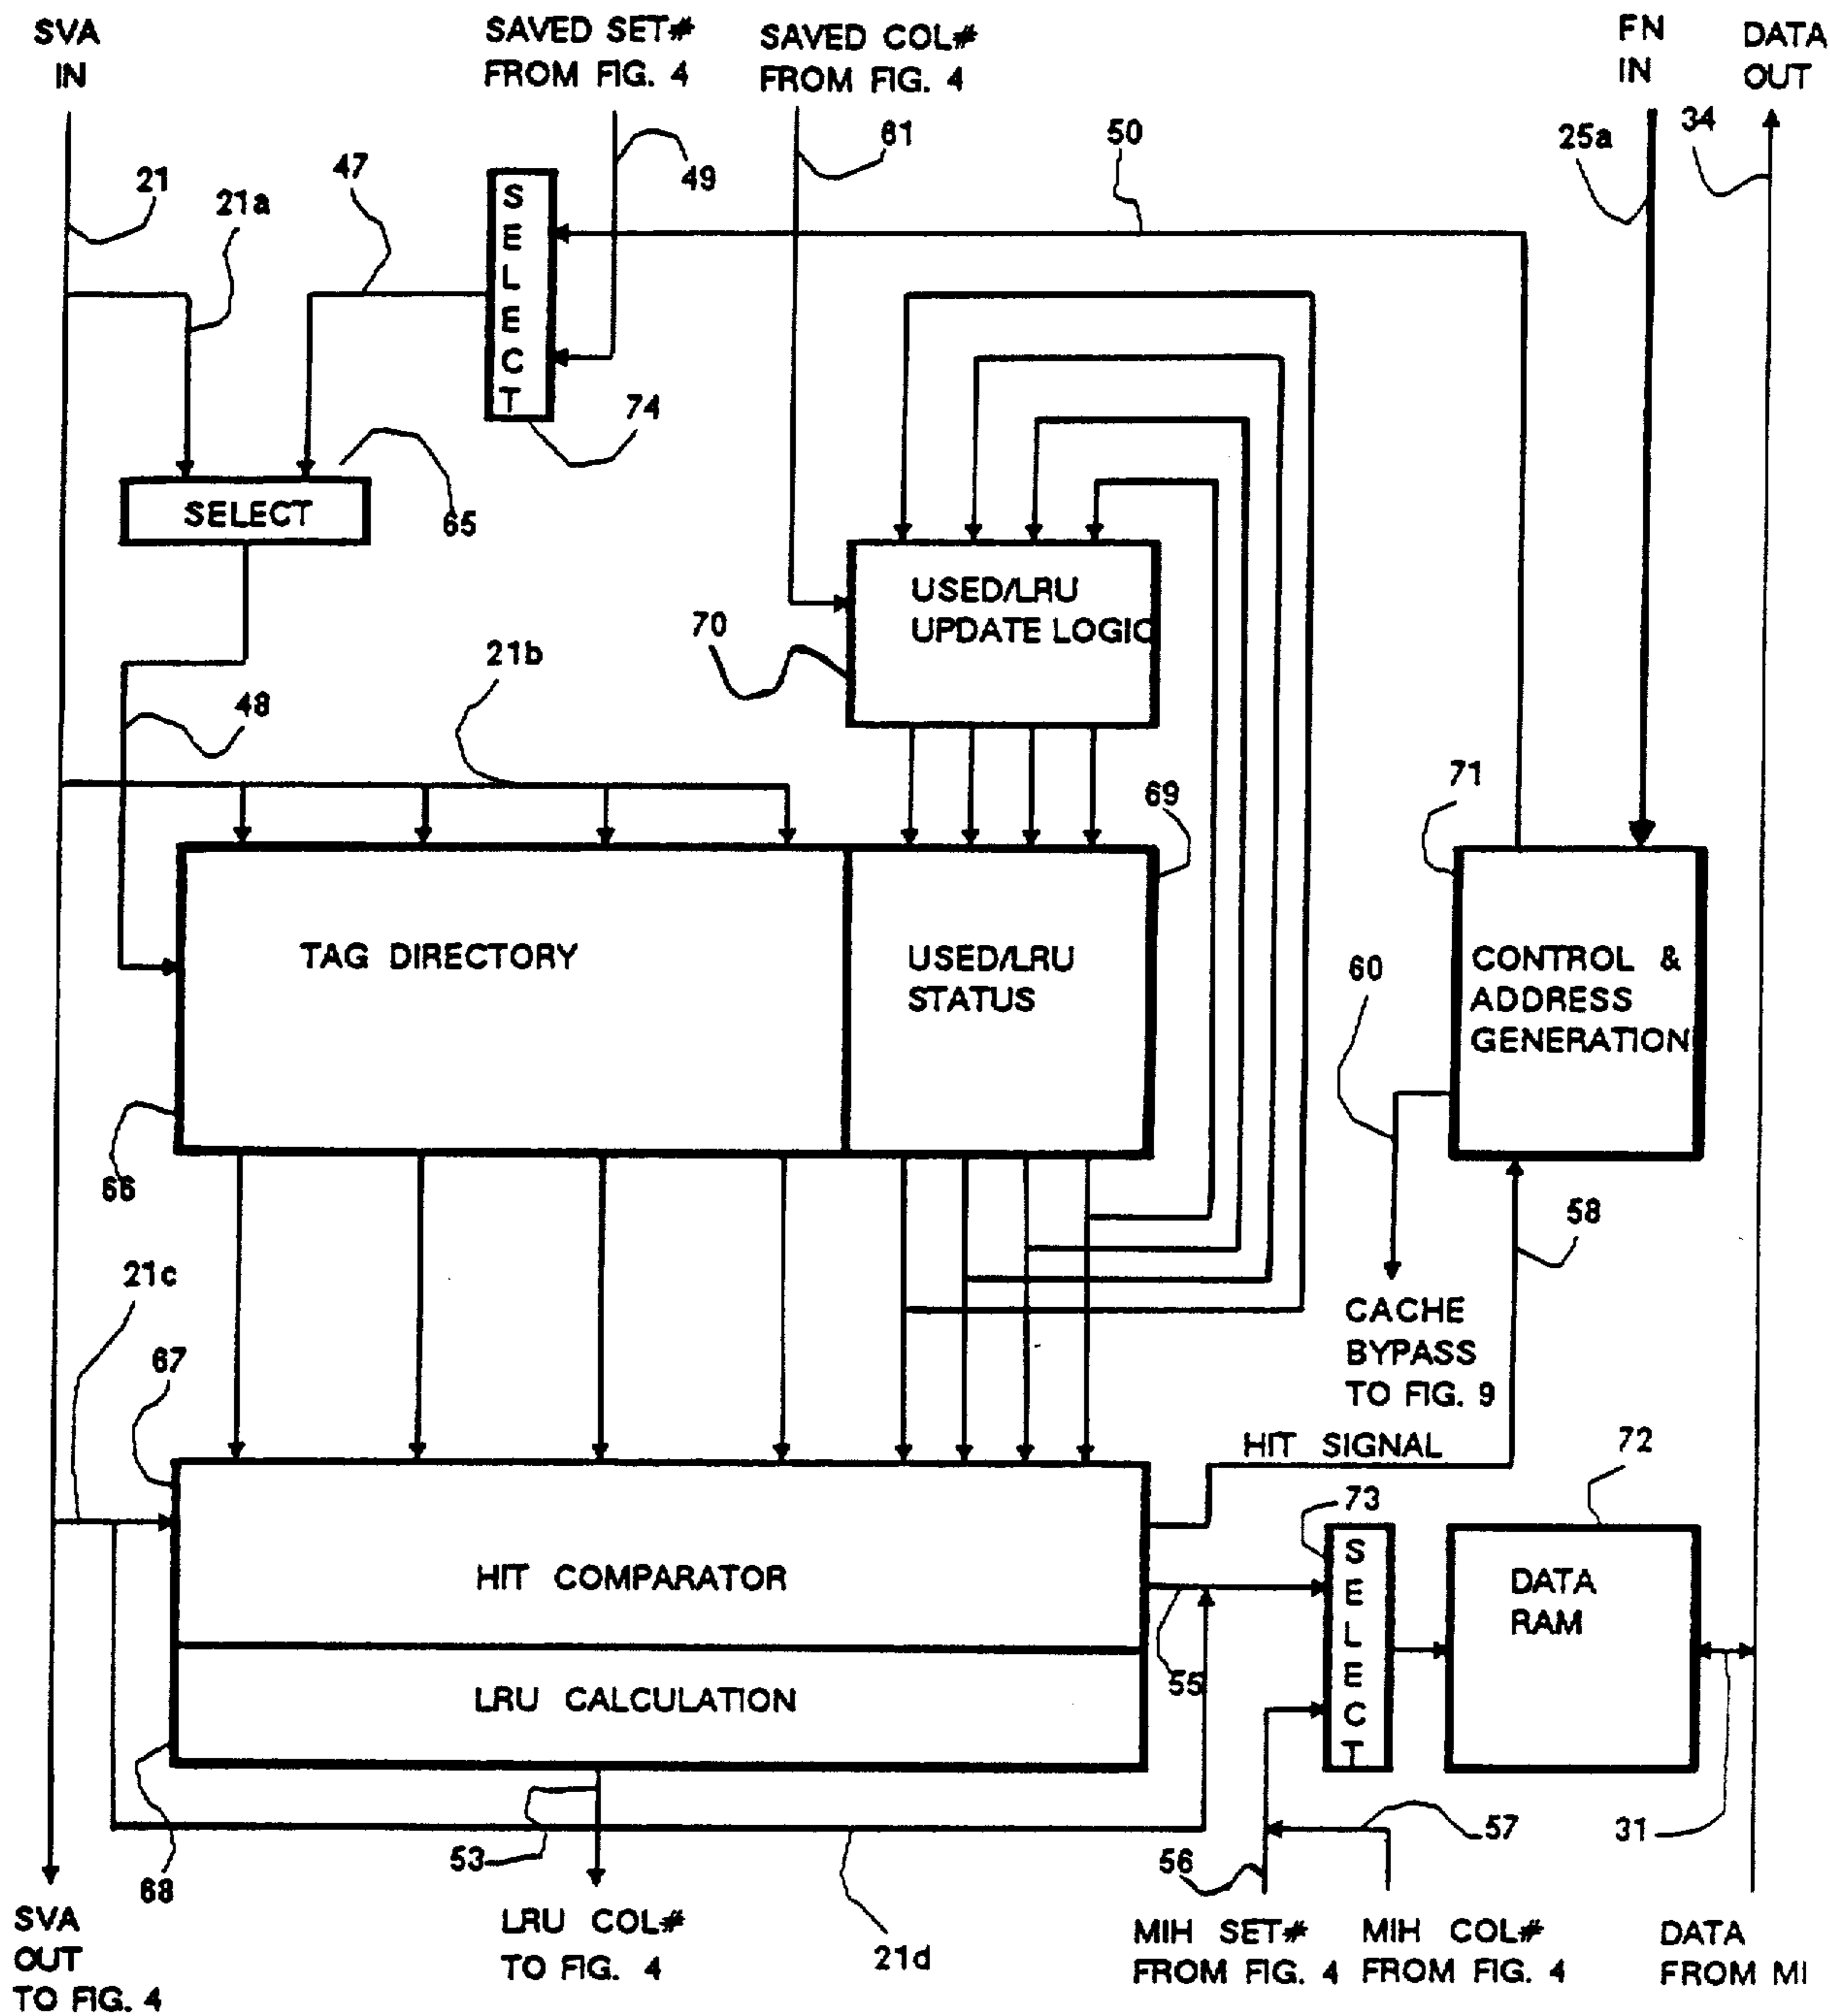 SVA
IN
SAVED SET#
FROM FIG. 4
SAVED COL#
FROM FIG. 4
FN
IN
DATA
OUT
21
21a
47
49
61
50
25a
34
SELECT
74
SELECT
65
USED/LRU
UPDATE LOGIC
70
21b
48
69
71
TAG DIRECTORY
USED/LRU
STATUS
CONTROL &
ADDRESS
GENERATION
60
66
58
21c
67
CACHE
BYPASS
TO FIG. 9
HIT SIGNAL
72
73
HIT COMPARATOR
SELECT
DATA
RAM
55
LRU CALCULATION
53
57
31
68
56
SVA
OUT
TO FIG. 4
LRU COL#
TO FIG. 4
21d
MIH SET#
FROM FIG. 4
MIH COL#
FROM FIG. 4
DATA
FROM MI